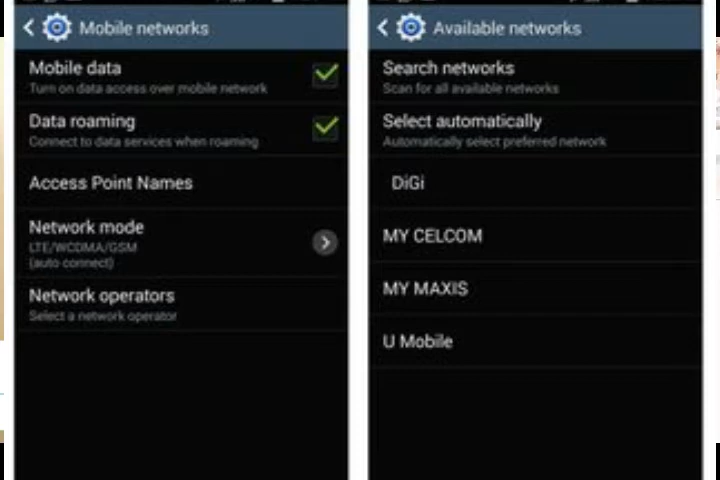 Mobile networks
Mobile data
Turn on data access over mobile network
Data roaming
Connect to data services when roaming
Access Point Names
Network mode
LTE/WCDMA/GSM
(auto connect)
Network operators
Select a network operator
Available networks
Search networks
Scan for all available networks
Select automatically
Automatically select preferred network
DiGi
MY CELCOM
MY MAXIS
U Mobile